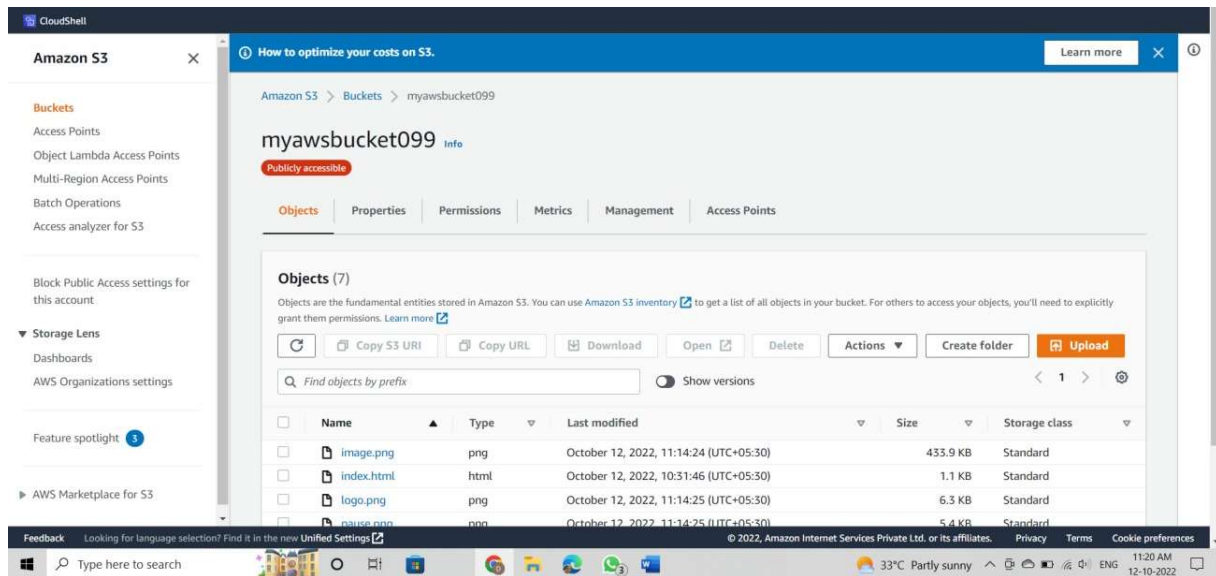 CloudShell
Amazon S3
How to optimize your costs on S3.
Learn more
Buckets
Access Points
Object Lambda Access Points
Multi-Region Access Points
Batch Operations
Access analyzer for S3
Block Public Access settings for
this account
Storage Lens
Dashboards
AWS Organizations settings
Feature spotlight 3
AWS Marketplace for S3
Amazon S3 > Buckets > myawsbucket099
myawsbucket099 Info
Publicly accessible
Objects Properties Permissions Metrics Management Access Points
Objects (7)
Objects are the fundamental entities stored in Amazon S3. You can use Amazon S3 inventory to get a list of all objects in your bucket. For others to access your objects, you'll need to explicitly
grant them permissions. Learn more
Copy S3 URI Copy URL Download Open Delete Actions Create folder Upload
Find objects by prefix Show versions 1
Name Type Last modified Size Storage class
image.png png October 12, 2022, 11:14:24 (UTC+05:30) 433.9 KB Standard
index.html html October 12, 2022, 10:31:46 (UTC+05:30) 1.1 KB Standard
logo.png png October 12, 2022, 11:14:25 (UTC+05:30) 6.3 KB Standard
pause.png png October 12, 2022, 11:14:25 (UTC+05:30) 5.4 KB Standard
Feedback Looking for language selection? Find it in the new Unified Settings © 2022, Amazon Internet Services Private Ltd. or its affiliates. Privacy Terms Cookie preferences
Type here to search 3 33°C Partly sunny ENG 11:20 AM
12-10-2022